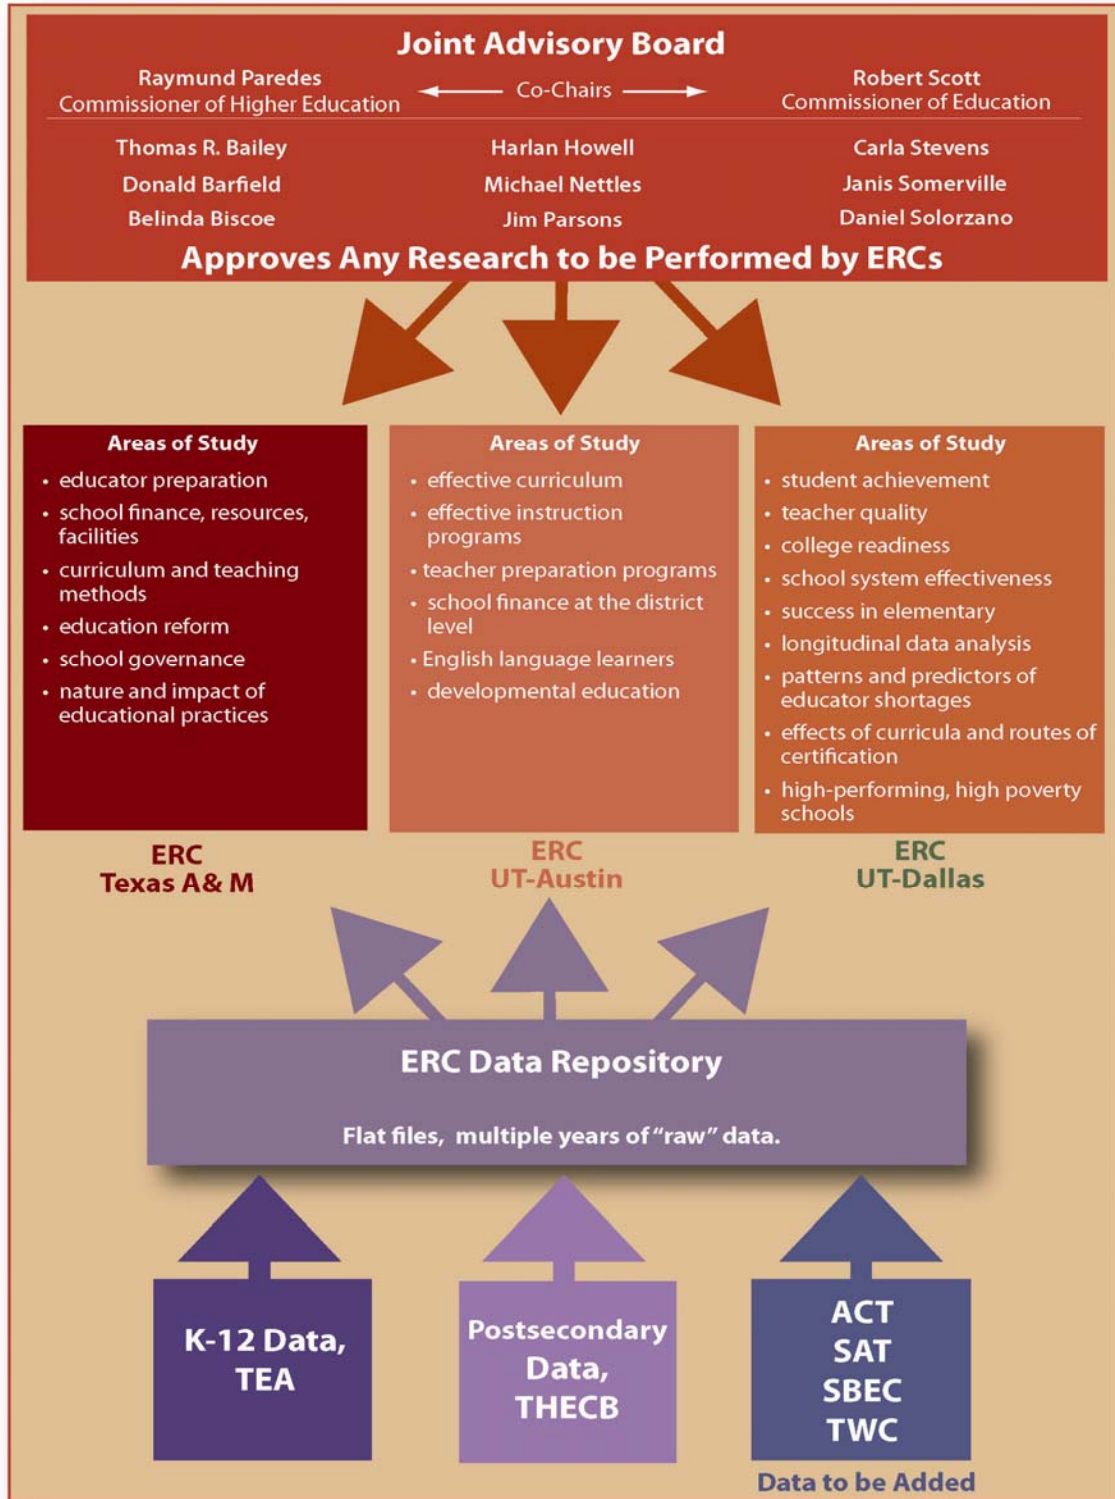 Joint Advisory Board
Raymund Paredes
Commissioner of Higher Education
Co-Chairs
Robert Scott
Commissioner of Education
Thomas R. Bailey
Harlan Howell
Carla Stevens
Donald Barfield
Michael Nettles
Janis Somerville
Belinda Biscoe
Jim Parsons
Daniel Solorzano
Approves Any Research to be Performed by ERCs
Areas of Study
• educator preparation
• school finance, resources,
facilities
• curriculum and teaching
methods
• education reform
• school governance
• nature and impact of
educational practices
ERC
Texas A& M
Areas of Study
• effective curriculum
• effective instruction
programs
• teacher preparation programs
• school finance at the district
level
• English language learners
• developmental education
ERC
UT-Austin
Areas of Study
• student achievement
• teacher quality
• college readiness
• school system effectiveness
• success in elementary
• longitudinal data analysis
• patterns and predictors of
educator shortages
• effects of curricula and routes of
certification
• high-performing, high poverty
schools
ERC
UT-Dallas
ERC Data Repository
Flat files, multiple years of “raw” data.
K-12 Data,
TEA
Postsecondary
Data,
THECB
ACT
SAT
SBEC
TWC
Data to be Added